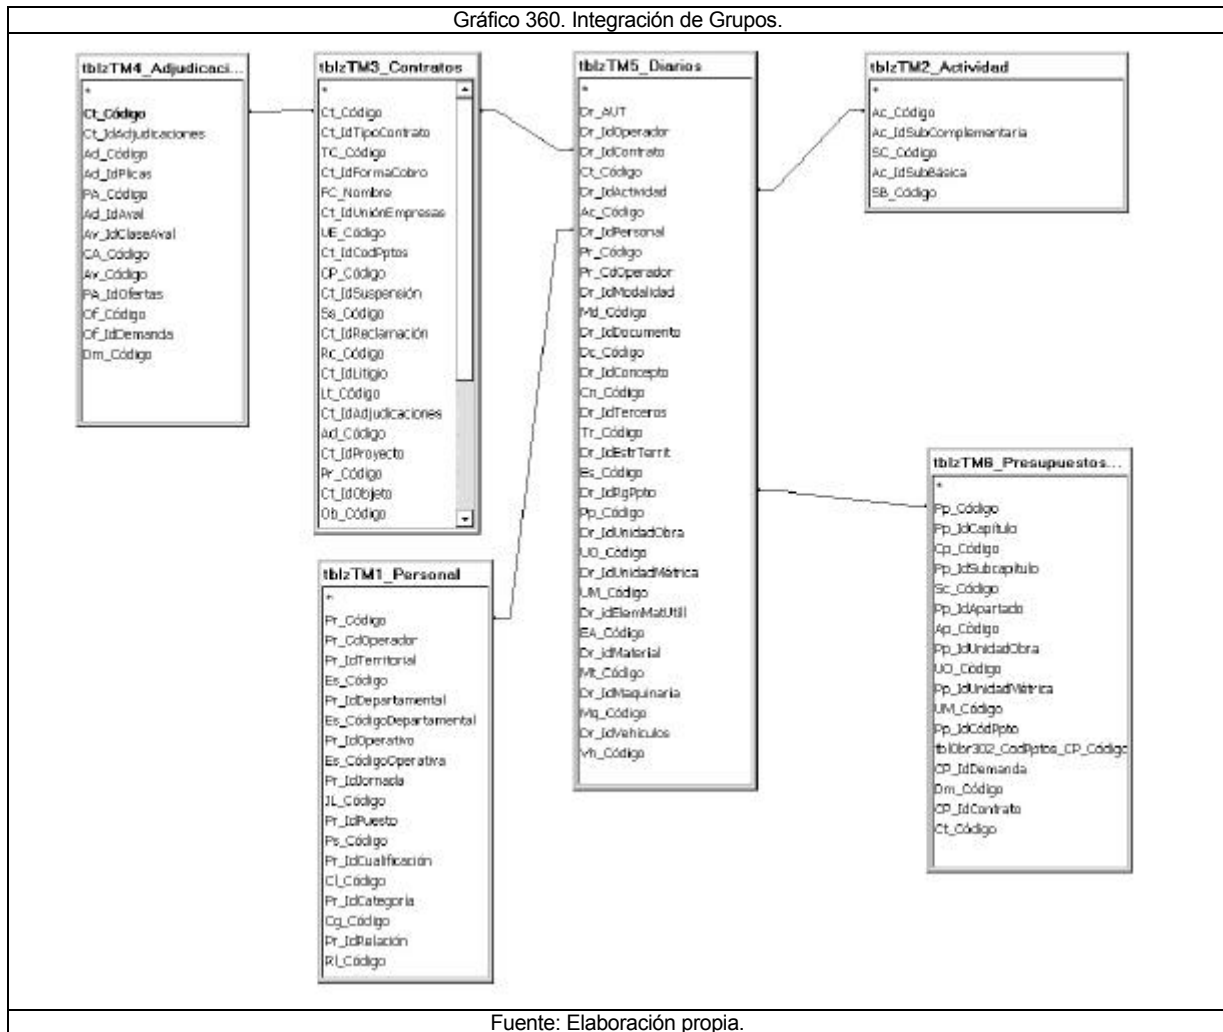 Gráfico 360. Integración de Grupos.
tblzTM4_Adjudicaci...
*
Ct_Código
Ct_IdAdjudicaciones
Ad_Código
Ad_IdPlicas
PA_Código
Ad_IdAval
Av_IdClaseAval
CA_Código
Av_Código
PA_IdOfertas
Of_Código
Of_IdDemanda
Dm_Código
tblzTM3_Contratos
*
Ct_Código
Ct_IdTipoContrato
TC_Código
Ct_IdFormaCobro
FC_Nombre
Ct_IdUniónEmpresas
UE_Código
Ct_IdCodPptos
CP_Código
Ct_IdSuspensión
Ss_Código
Ct_IdReclamación
Rc_Código
Ct_IdLitigio
Lt_Código
Ct_IdAdjudicaciones
Ad_Código
Ct_IdProyecto
Pr_Código
Ct_IdObjeto
Ob_Código
tblzTM5_Diarios
*
Dr_AUT
Dr_IdOperador
Dr_IdContrato
Ct_Código
Dr_IdActividad
Ac_Código
Dr_IdPersonal
Pr_Código
Pr_CdOperador
Dr_IdModalidad
Md_Código
Dr_IdDocumento
Dc_Código
Dr_IdConcepto
Cn_Código
Dr_IdTerceros
Tr_Código
Dr_IdEstrTerrit
Es_Código
Dr_IdRgPpto
Pp_Código
Dr_IdUnidadObra
UO_Código
Dr_IdUnidadMétrica
UM_Código
Dr_idElemMatUtill
EA_Código
Dr_idMaterial
Mt_Código
Dr_IdMaquinaria
Mq_Código
Dr_IdVehículos
Vh_Código
tblzTM2_Actividad
*
Ac_Código
Ac_IdSubComplementaria
SC_Código
Ac_IdSubBásica
SB_Código
tblzTM1_Personal
*
Pr_Código
Pr_CdOperador
Pr_IdTerritorial
Es_Código
Pr_IdDepartamental
Es_CódigoDepartamental
Pr_IdOperativo
Es_CódigoOperativa
Pr_IdJornada
JL_Código
Pr_IdPuesto
Ps_Código
Pr_IdCualificación
Cl_Código
Pr_IdCategoría
Cg_Código
Pr_IdRelación
Rl_Código
tblzTM6_Presupuestos...
*
Pp_Código
Pp_IdCapítulo
Cp_Código
Pp_IdSubcapítulo
Sc_Código
Pp_IdApartado
Ap_Código
Pp_IdUnidadObra
UO_Código
Pp_IdUnidadMétrica
UM_Código
Pp_IdCódPpto
tbl0br302_CodPptos_CP_Código
CP_IdDemanda
Dm_Código
CP_IdContrato
Ct_Código
Fuente: Elaboración propia.